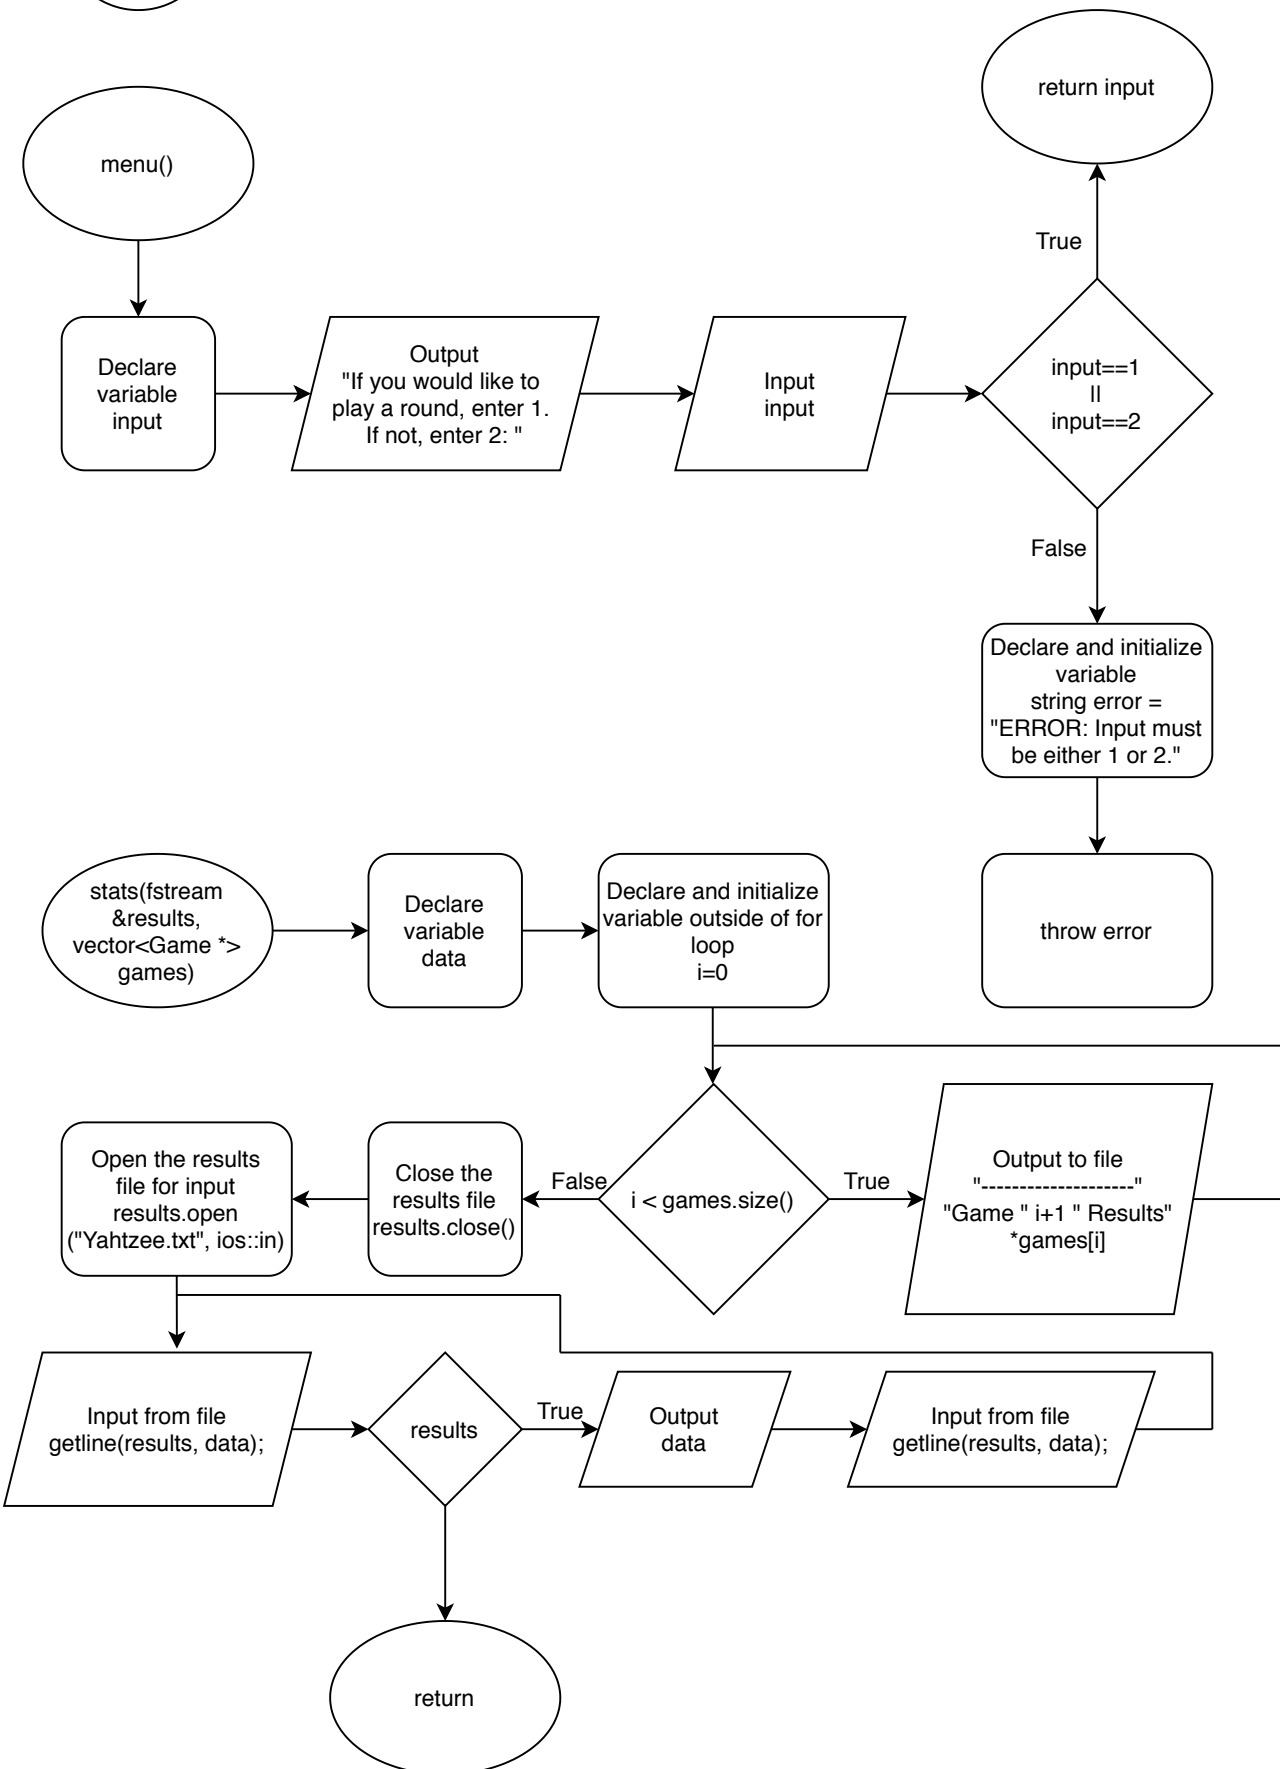 return input
menu()
True
Declare
variable
input
Output
"If you would like to
play a round, enter 1.
If not, enter 2: "
Input
input
input==1
||
input==2
False
Declare and initialize
variable
string error =
"ERROR: Input must
be either 1 or 2."
throw error
stats(fstream
&results,
vector<Game *>
games)
Declare
variable
data
Declare and initialize
variable outside of for
loop
i=0
i < games.size()
True
Output to file
"--------------------"
"Game " i+1 " Results"
*games[i]
False
Close the
results file
results.close()
Open the results
file for input
results.open
("Yahtzee.txt", ios::in)
Input from file
getline(results, data);
results
True
Output
data
Input from file
getline(results, data);
return